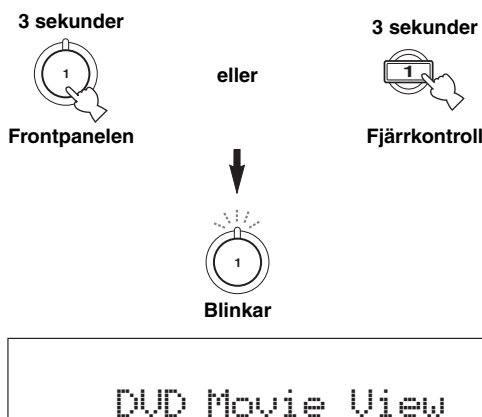 3 sekunder
3 sekunder
1
eller
1
Frontpanelen
Fjärrkontroll
1
Blinkar
DVD Movie View